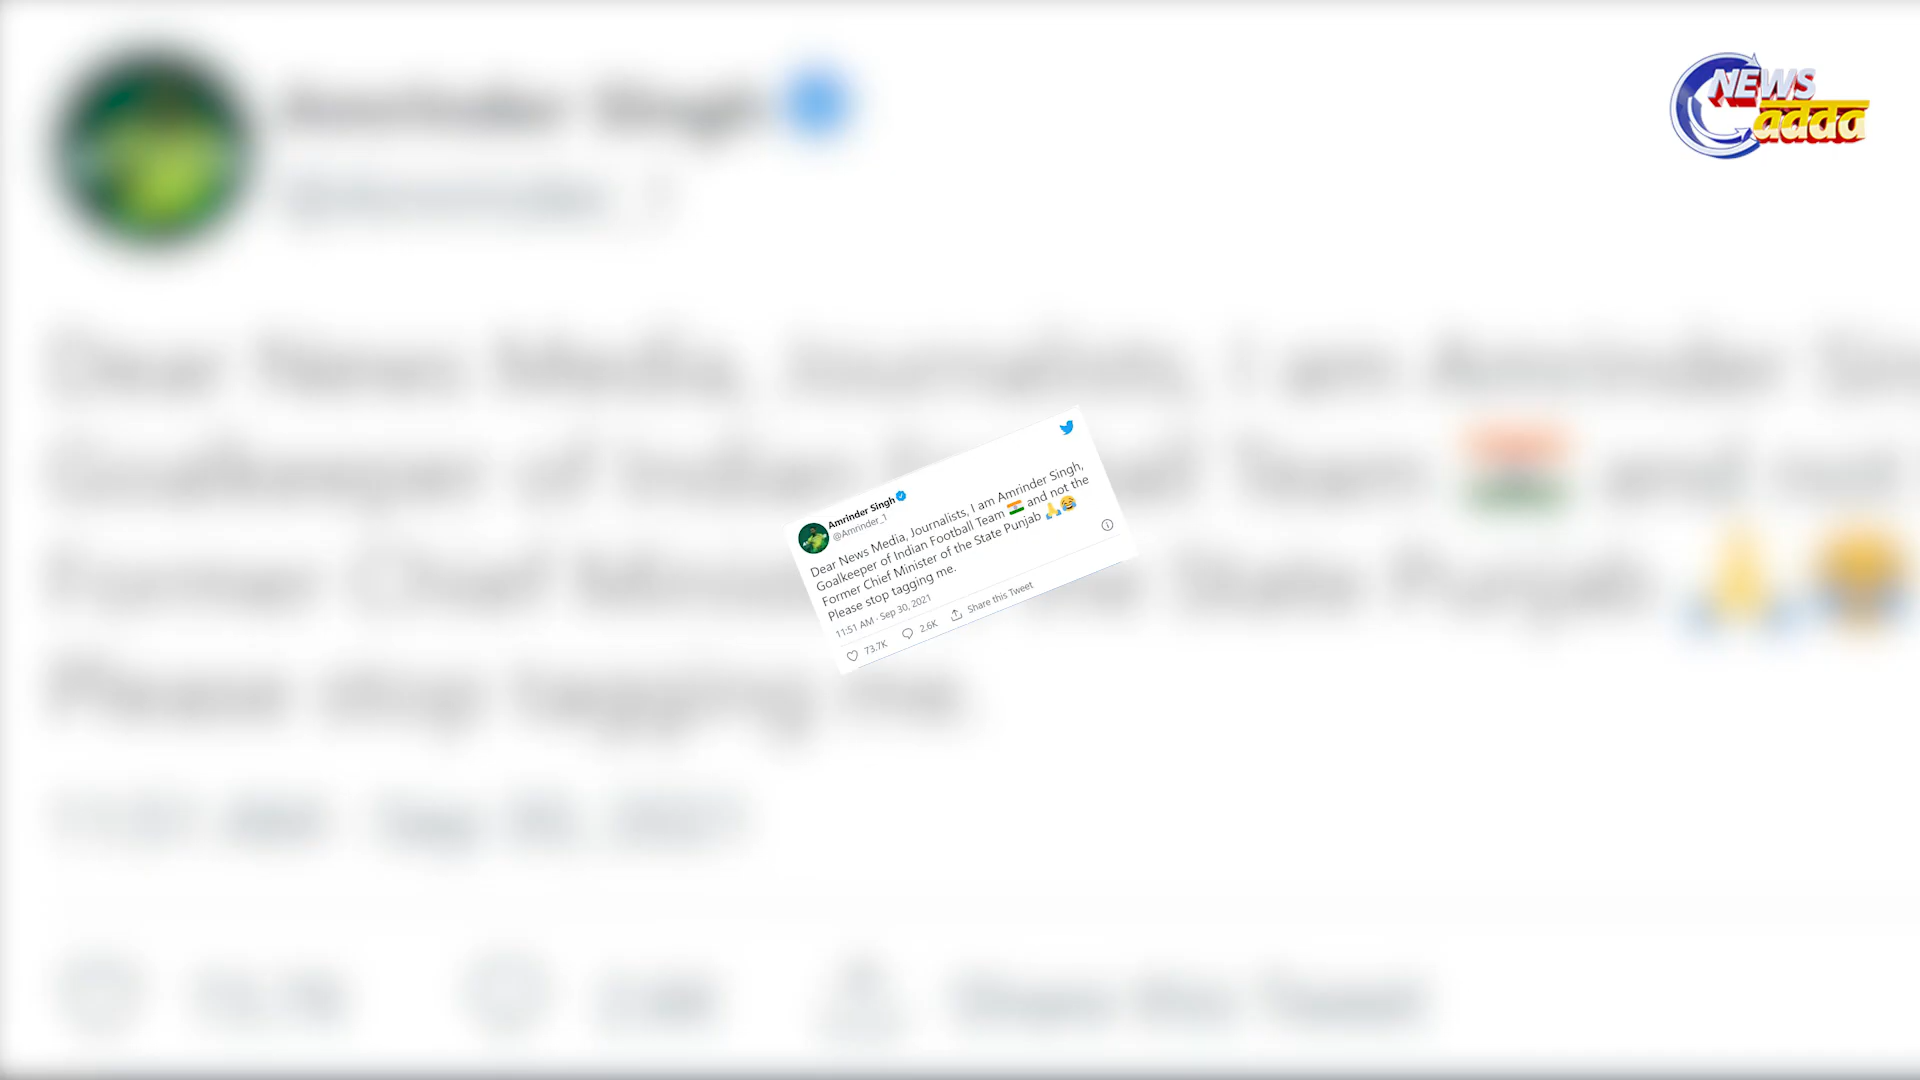 NEWS
adda
Amrinder Singh
@Amrinder_1
Dear News Media, Journalists, I am Amrinder Singh,
Goalkeeper of Indian Football Team 🇮🇳 and not the
Former Chief Minister of the State Punjab 🙏😂
Please stop tagging me.
11:51 AM · Sep 30, 2021
73.7K 2.6K Share this Tweet